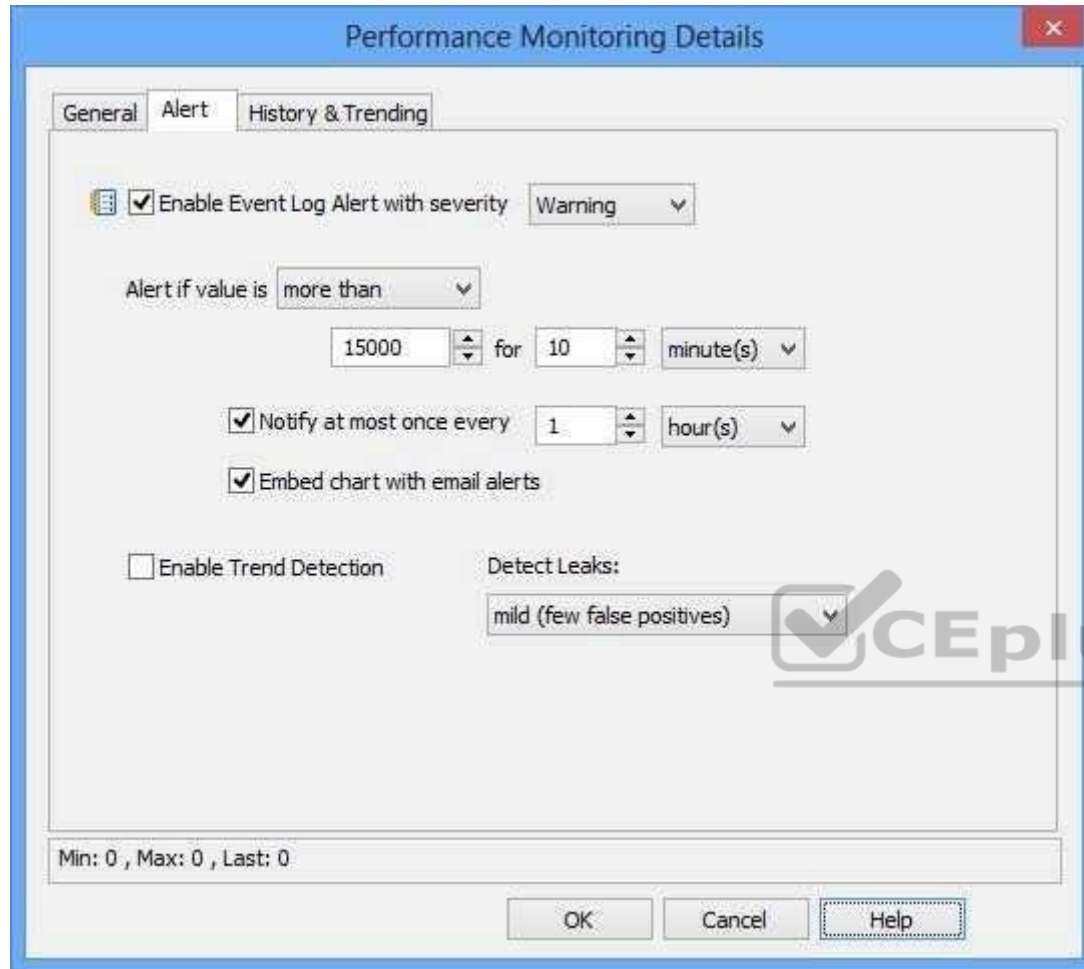 Performance Monitoring Details
General Alert History & Trending
Enable Event Log Alert with severity Warning
Alert if value is more than
15000 for 10 minute(s)
Notify at most once every 1 hour(s)
Embed chart with email alerts
Enable Trend Detection Detect Leaks:
mild (few false positives)
CEpl
Min: 0 , Max: 0 , Last: 0
OK Cancel Help